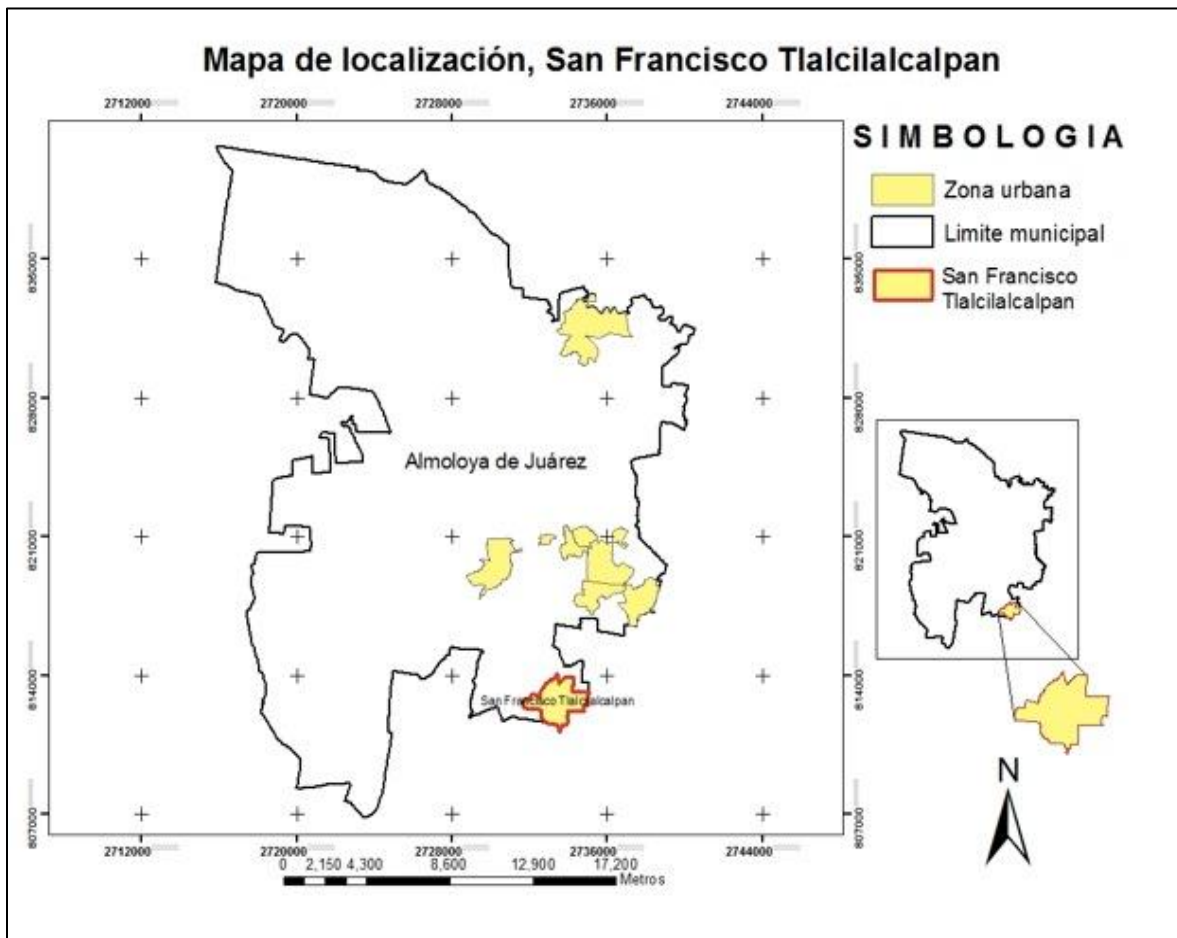 Mapa de localización, San Francisco Tlalcilalcalpan
2712000 2720000 2728000 2736000 2744000
S I M B O L O G I A
Zona urbana
Limite municipal
San Francisco
Tlalcilalcalpan
835000 835000
828000 828000
Almoloya de Juárez
821000 821000
814000 814000
San Francisco Tlalcilalcalpan
807000 807000
N
2712000 2720000 2728000 2736000 2744000
0 2,150 4,300 8,600 12,900 17,200
Metros